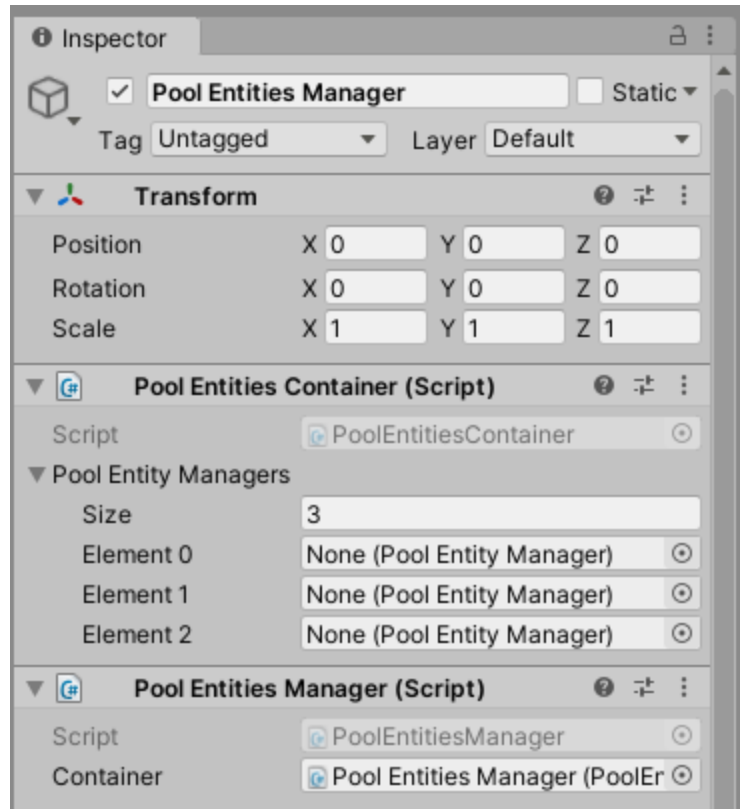 Inspector
Pool Entities Manager Static
Tag Untagged Layer Default
Transform
Position X 0 Y 0 Z 0
Rotation X 0 Y 0 Z 0
Scale X 1 Y 1 Z 1
Pool Entities Container (Script)
Script PoolEntitiesContainer
Pool Entity Managers
Size 3
Element 0 None (Pool Entity Manager)
Element 1 None (Pool Entity Manager)
Element 2 None (Pool Entity Manager)
Pool Entities Manager (Script)
Script PoolEntitiesManager
Container Pool Entities Manager (PoolEr